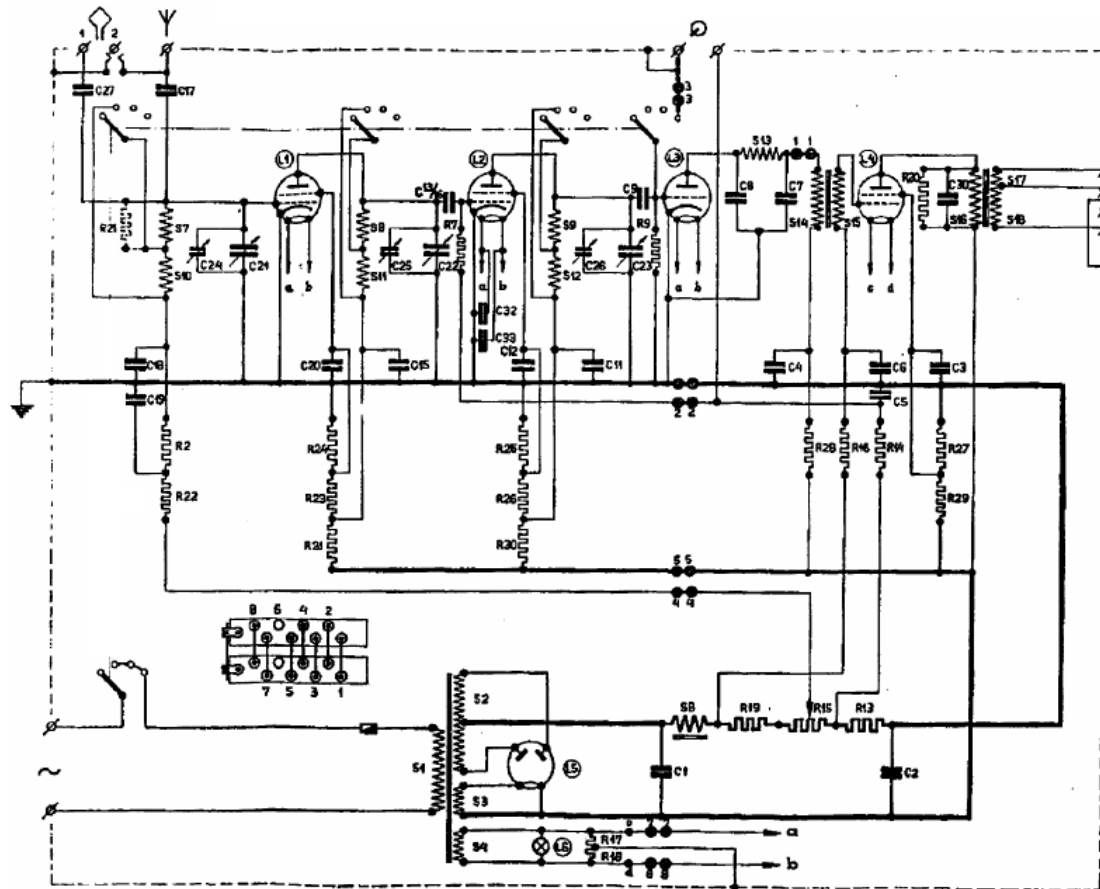 1 2
C27 C17
3
3
L1 L2 L3 L4
S13 1 1
C13 C9 C8 C7 R20 C30 S17
R21 S7 S8 R7 S9 R9 S14 S15 S16 S18
C24 C21 C25 C22 C26 C23
S10 S11 S12
a b a b a b c d
C32
C33
C18 C20 C15 C12 C11 C4 C6 C3
C19 C5
2 2
R2 R24 R25 R28 R16 R14 R27
R22 R23 R26 R29
R21 R30
5 5
4 4
8 6 4 2
7 5 3 1
S2
S8 R19 R15 R13
S1 L5 C1 C2
S3
S4 L6 R17 a
R18 b
~